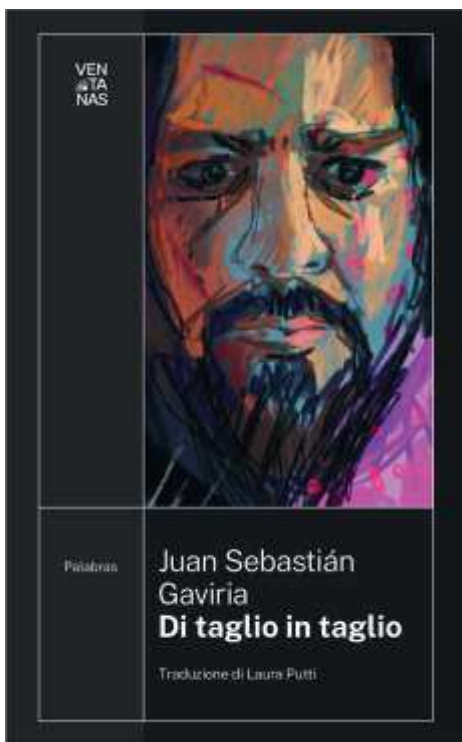 VEN
TA
NAS
Palabras
Juan Sebastián
Gaviria
Di taglio in taglio
Traduzione di Laura Putti